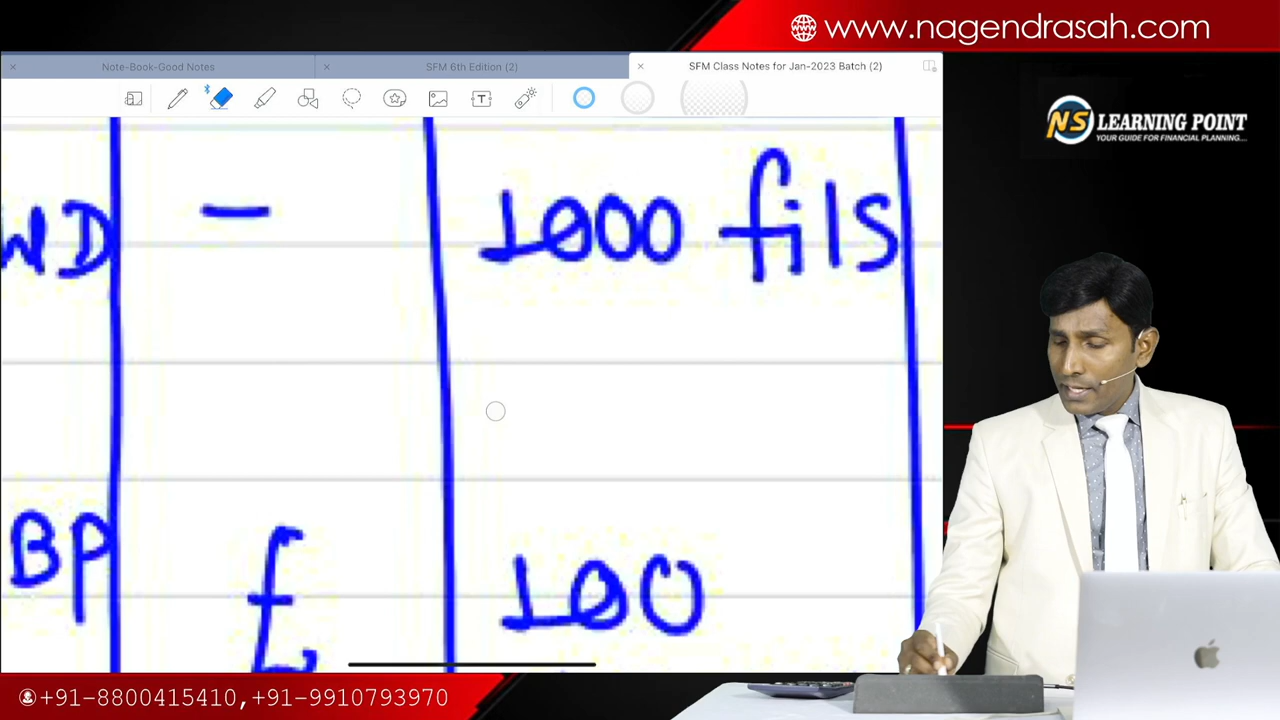 www.nagendrasah.com
Note-Book-Good Notes
SFM 6th Edition (2)
SFM Class Notes for Jan-2023 Batch (2)
NS LEARNING POINT
YOUR GUIDE FOR FINANCIAL PLANNING....
WD - 1000 fils
BP £ 100
+91-8800415410,+91-9910793970